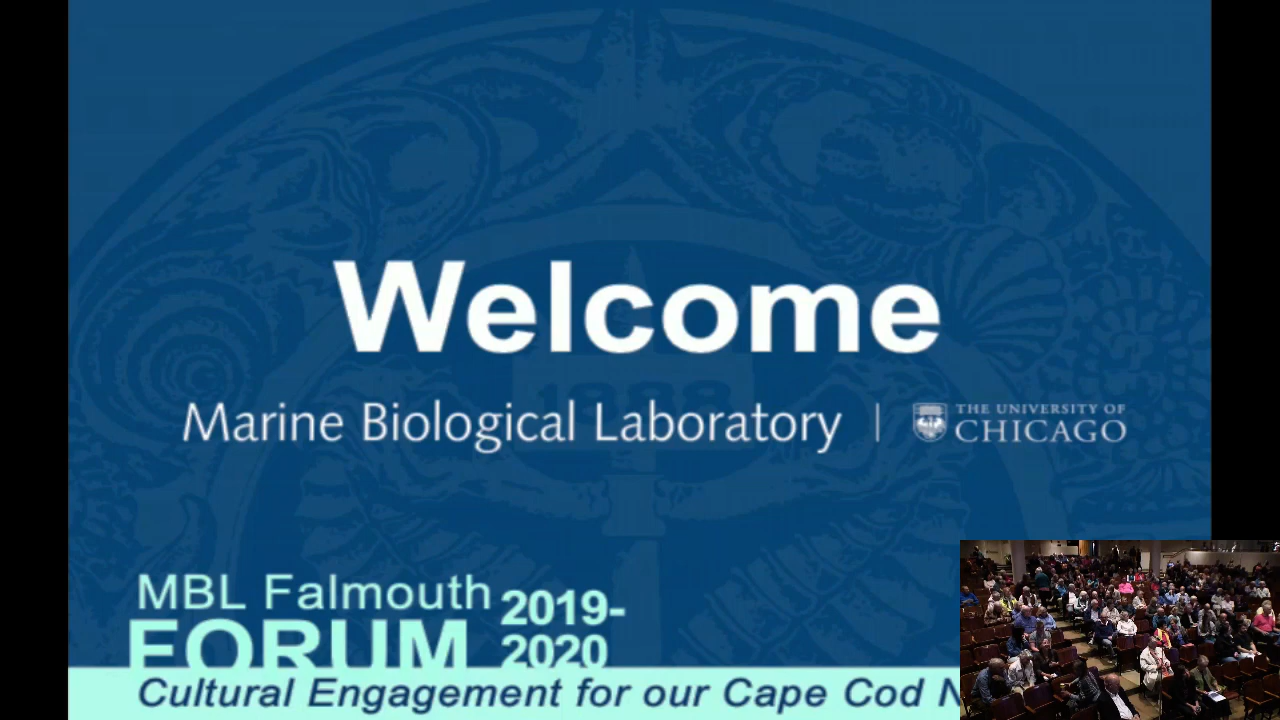 Welcome
1888
Marine Biological Laboratory | THE UNIVERSITY OF
CHICAGO
MBL Falmouth 2019-
FORUM 2020
Cultural Engagement for our Cape Cod N